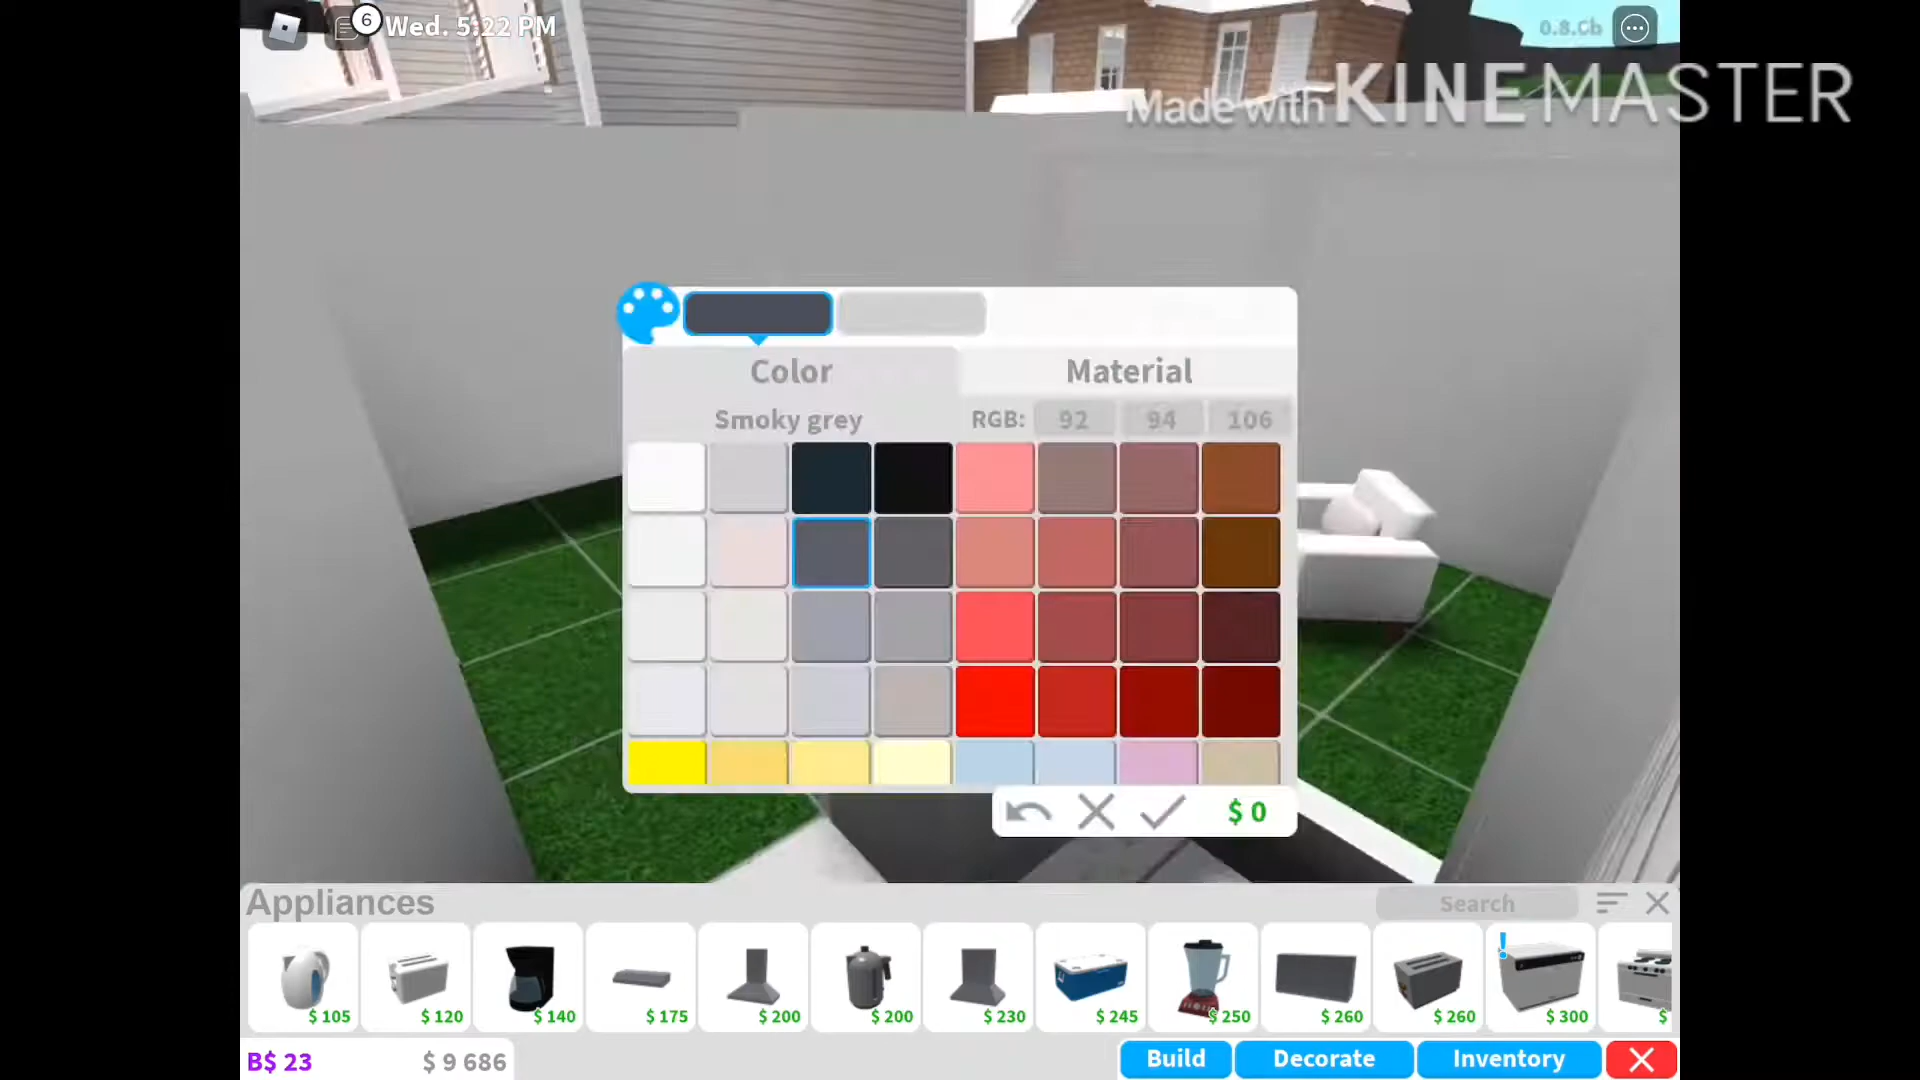 6 Wed. 5:22 PM
0.8.Cb
Made with KINEMASTER
Color Material
Smoky grey RGB: 92 94 106
$ 0
Appliances Search
$ 105 $ 120 $ 140 $ 175 $ 200 $ 200 $ 230 $ 245 $ 250 $ 260 $ 260 $ 300 $
B$ 23 $ 9 686 Build Decorate Inventory